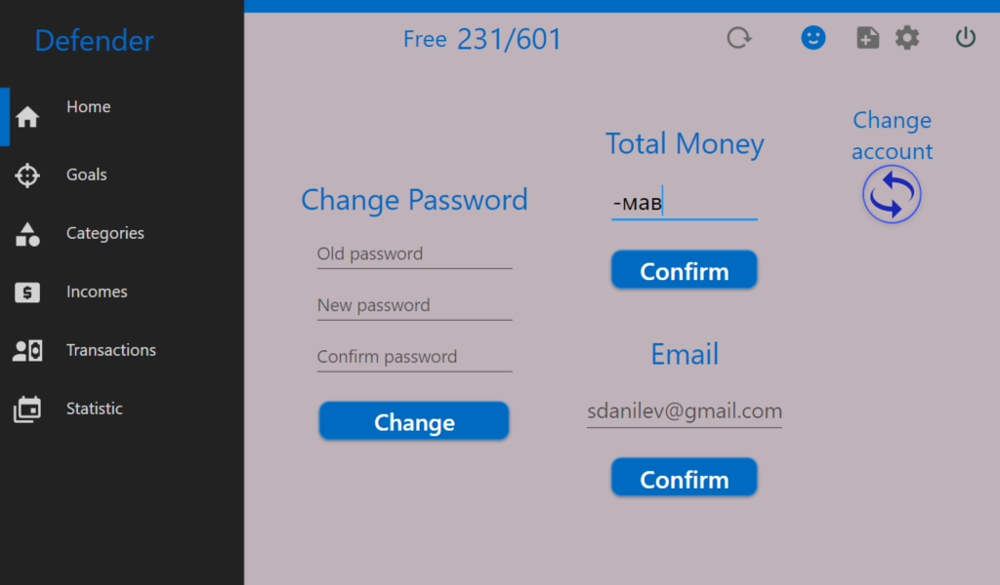 Defender
Home
Goals
Categories
Incomes
Transactions
Statistic
Free 231/601
Change Password
Old password
New password
Confirm password
Change
Total Money
-мав
Confirm
Email
sdanilev@gmail.com
Confirm
Change
account